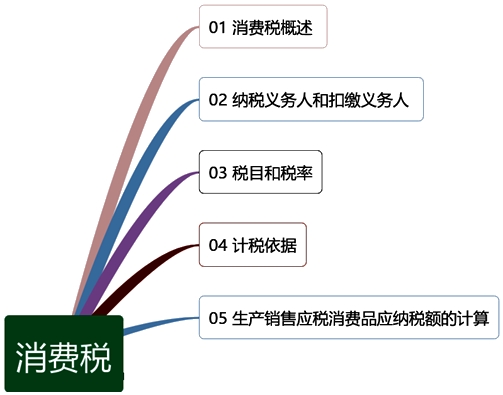 01 消费税概述
02 纳税义务人和扣缴义务人
03 税目和税率
04 计税依据
05 生产销售应税消费品应纳税额的计算
消费税